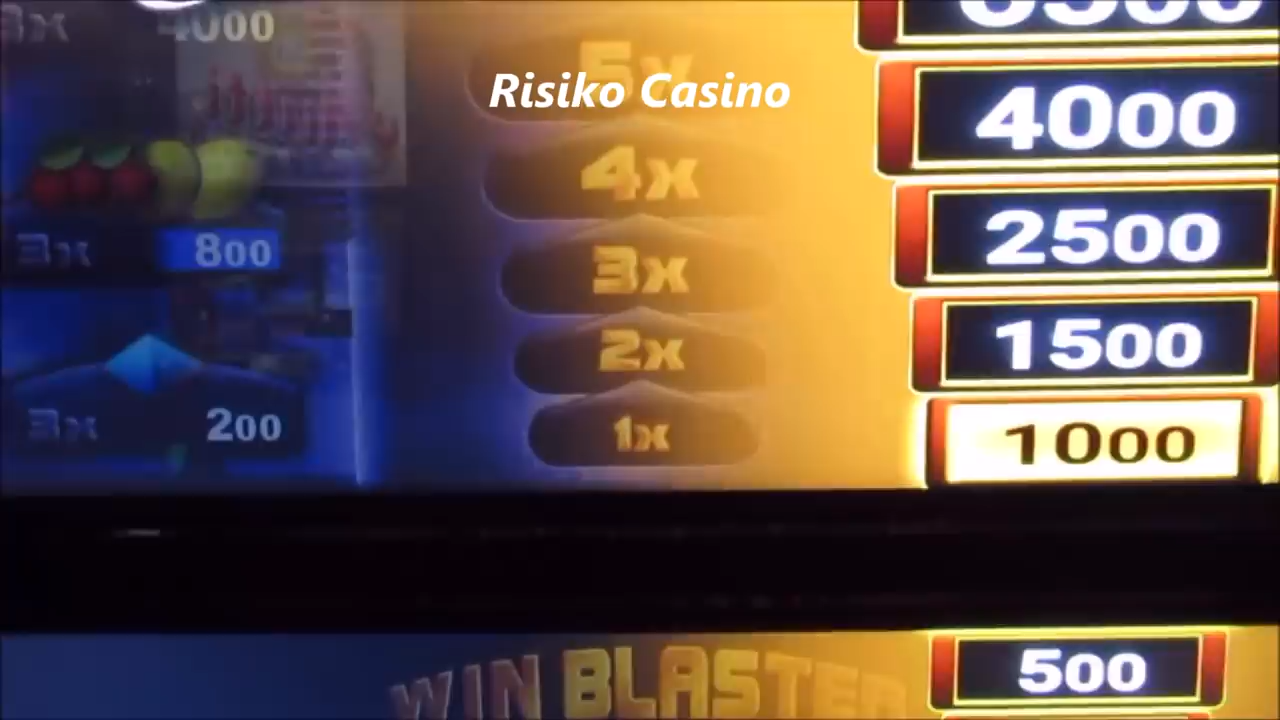 3x 4000
Risiko Casino
3x 800
3x 200
5x
4x
3x
2x
1x
4000
2500
1500
1000
WIN BLASTER
500